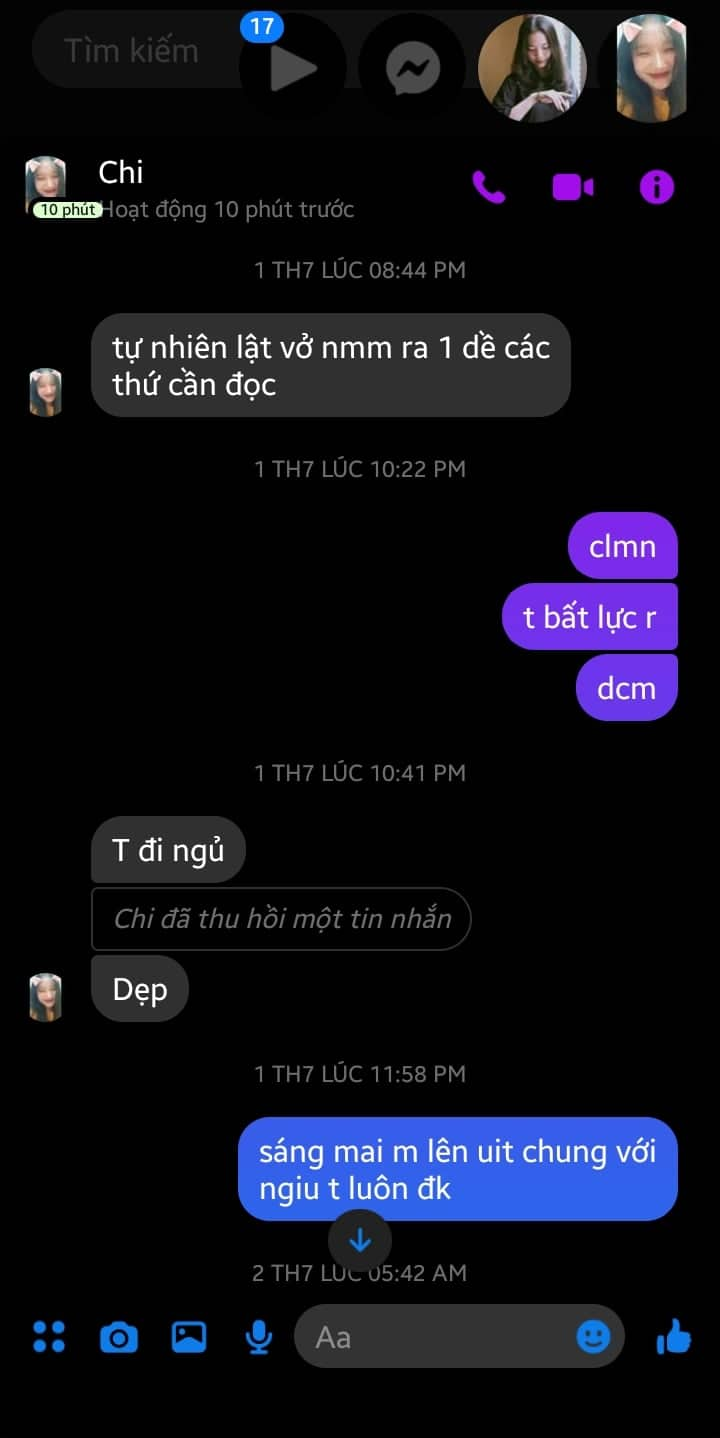 Tìm kiếm
17
Chi
10 phút
Hoạt động 10 phút trước
1 TH7 LÚC 08:44 PM
tự nhiên lật vở nmm ra 1 dề các
thứ cần đọc
1 TH7 LÚC 10:22 PM
clmn
t bất lực r
dcm
1 TH7 LÚC 10:41 PM
T đi ngủ
Chi đã thu hồi một tin nhắn
Dẹp
1 TH7 LÚC 11:58 PM
sáng mai m lên uit chung với
ngiu t luôn đk
2 TH7 LÚC 05:42 AM
Aa